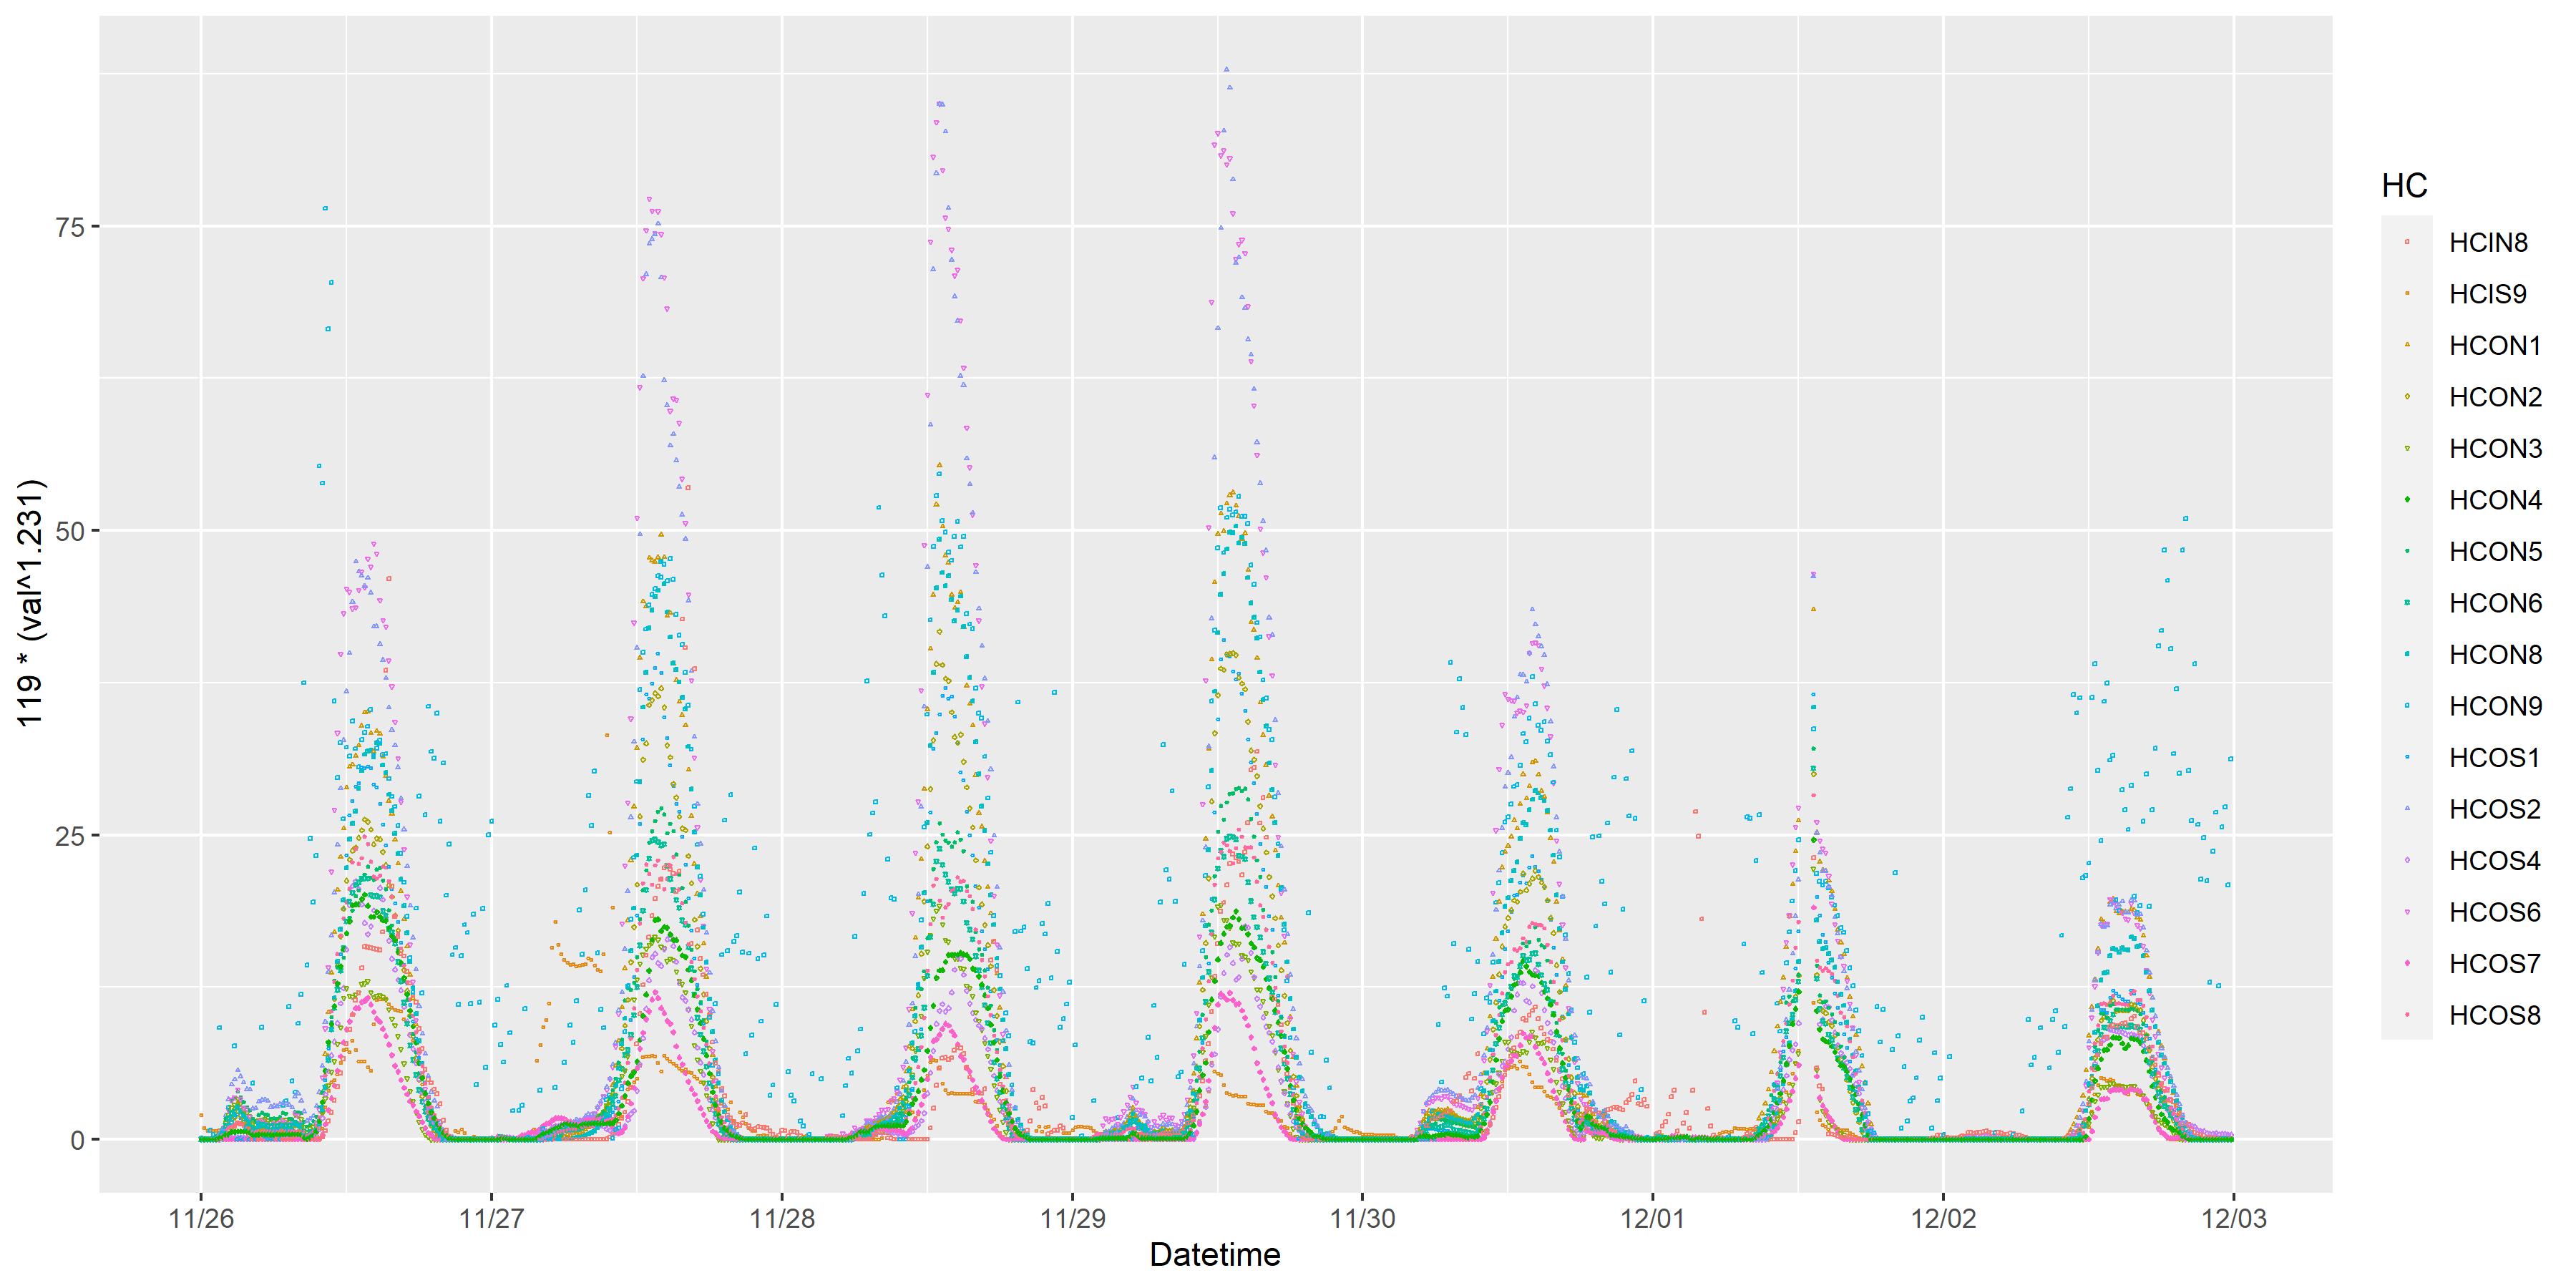 75
50
25
0
119 * (val^1.231)
11/26 11/27 11/28 11/29 11/30 12/01 12/02 12/03
Datetime
HC
HCIN8
HCIS9
HCON1
HCON2
HCON3
HCON4
HCON5
HCON6
HCON8
HCON9
HCOS1
HCOS2
HCOS4
HCOS6
HCOS7
HCOS8